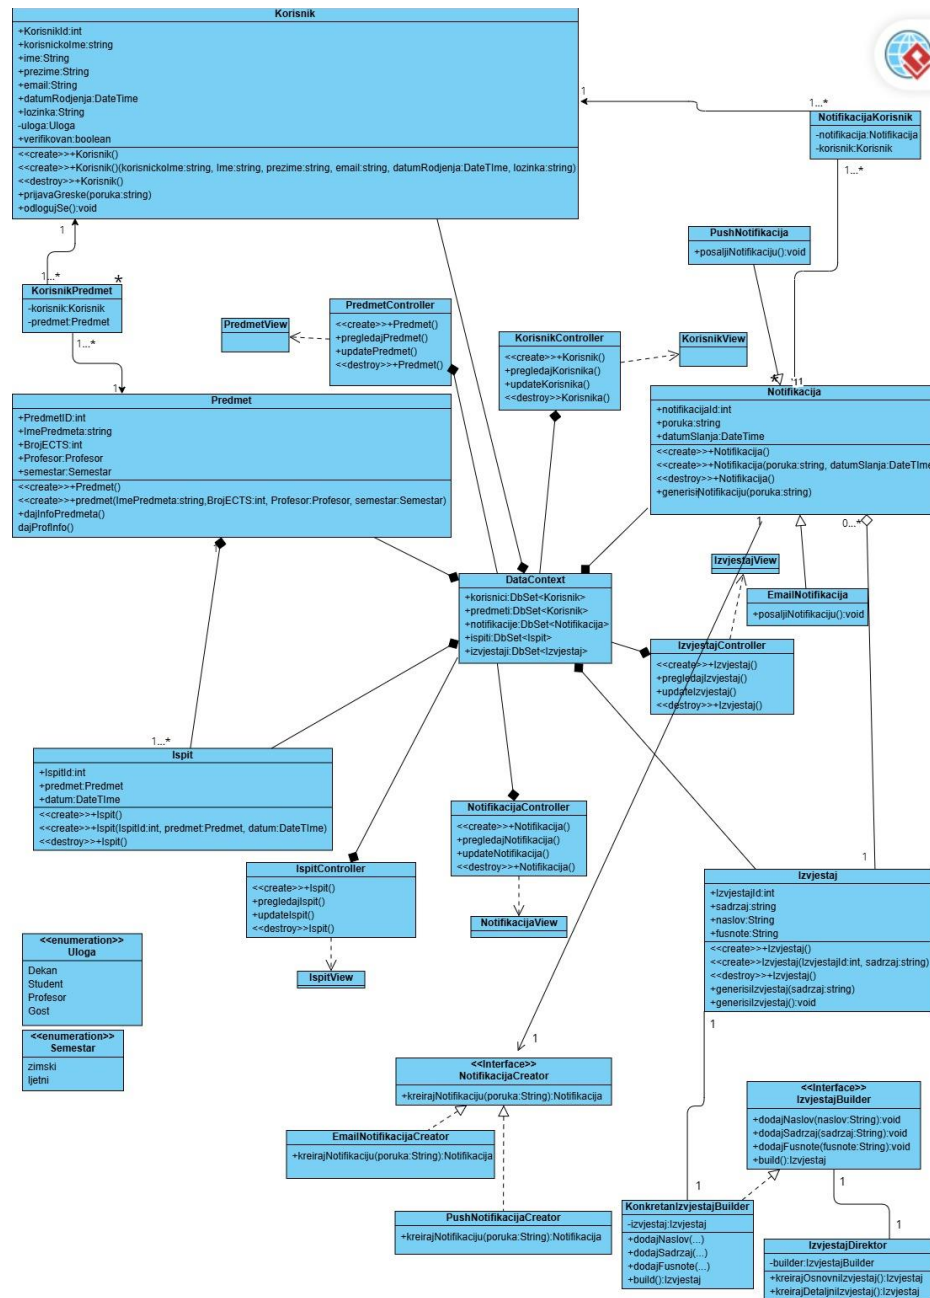 Korisnik
+KorisnikId:int
+korisnickoIme:string
+ime:String
+prezime:String
+email:String
+datumRodjenja:DateTime
+lozinka:String
-uloga:Uloga
+verifikovan:boolean
<<create>>+Korisnik()
<<create>>+Korisnik()(korisnickoIme:string, Ime:string, prezime:string, email:string, datumRodjenja:DateTIme, lozinka:string)
<<destroy>>+Korisnik()
+prijavaGreske(poruka:string)
+odlogujSe():void
1
1...*
NotifikacijaKorisnik
-notifikacija:Notifikacija
-korisnik:Korisnik
1...*
PushNotifikacija
+posaljiNotifikaciju():void
1
1...*
*
KorisnikPredmet
-korisnik:Korisnik
-predmet:Predmet
1...*
1
PredmetView
PredmetController
<<create>>+Predmet()
+pregledajPredmet()
+updatePredmet()
<<destroy>>+Predmet()
KorisnikController
<<create>>+Korisnik()
+pregledajKorisnika()
+updateKorisnika()
<<destroy>>Korisnika()
KorisnikView
Predmet
+PredmetID:int
+ImePredmeta:string
+BrojECTS:int
+Profesor:Profesor
+semestar:Semestar
<<create>>+Predmet()
<<create>>+predmet(ImePredmeta:string,BrojECTS:int, Profesor:Profesor, semestar:Semestar)
+dajInfoPredmeta()
dajProfInfo()
1
*
Notifikacija
+notifikacijaId:int
+poruka:string
+datumSlanja:DateTime
<<create>>+Notifikacija()
<<create>>+Notifikacija(poruka:string, datumSlanja:DateTIme
<<destroy>>+Notifikacija()
+generisiNotifikaciju(poruka:string)
1
0...*
IzvjestajView
EmailNotifikacija
+posaljiNotifikaciju():void
DataContext
+korisnici:DbSet<Korisnik>
+predmeti:DbSet<Korisnik>
+notifikacije:DbSet<Notifikacija>
+ispiti:DbSet<Ispit>
+izvjestaji:DbSet<Izvjestaj>
IzvjestajController
<<create>>+Izvjestaj()
+pregledajIzvjestaj()
+updateIzvjestaj()
<<destroy>>+Izvjestaj()
1...*
Ispit
+IspitId:int
+predmet:Predmet
+datum:DateTIme
<<create>>+Ispit()
<<create>>+Ispit(IspitId:int, predmet:Predmet, datum:DateTIme)
<<destroy>>+Ispit()
NotifikacijaController
<<create>>+Notifikacija()
+pregledajNotifikacija()
+updateNotifikacija()
<<destroy>>+Notifikacija()
NotifikacijaView
IspitController
<<create>>+Ispit()
+pregledajIspit()
+updateIspit()
<<destroy>>Ispit()
IspitView
1
Izvjestaj
+IzvjestajId:int
+sadrzaj:string
+naslov:String
+fusnote:String
<<create>>+Izvjestaj()
<<create>>Izvjestaj(IzvjestajId:int, sadrzaj:string)
<<destroy>>+Izvjestaj()
+generisiIzvjestaj(sadrzaj:string)
+generisiIzvjestaj():void
1
<<enumeration>>
Uloga
Dekan
Student
Profesor
Gost
<<enumeration>>
Semestar
zimski
ljetni
1
<<Interface>>
NotifikacijaCreator
+kreirajNotifikaciju(poruka:String):Notifikacija
EmailNotifikacijaCreator
+kreirajNotifikaciju(poruka:String):Notifikacija
PushNotifikacijaCreator
+kreirajNotifikaciju(poruka:String):Notifikacija
<<Interface>>
IzvjestajBuilder
+dodajNaslov(naslov:String):void
+dodajSadrzaj(sadrzaj:String):void
+dodajFusnote(fusnote:String):void
+build():Izvjestaj
1
1
1
KonkretanIzvjestajBuilder
-izvjestaj:Izvjestaj
+dodajNaslov(...)
+dodajSadrzaj(...)
+dodajFusnote(...)
+build():Izvjestaj
IzvjestajDirektor
-builder:IzvjestajBuilder
+kreirajOsnovniIzvjestaj():Izvjestaj
+kreirajDetaljniIzvjestaj():Izvjestaj